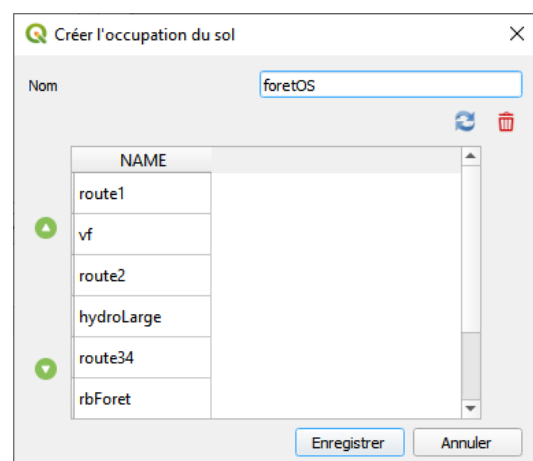 Créer l'occupation du sol
Nom
foretOS
NAME
route1
vf
route2
hydroLarge
route34
rbForet
Enregistrer
Annuler